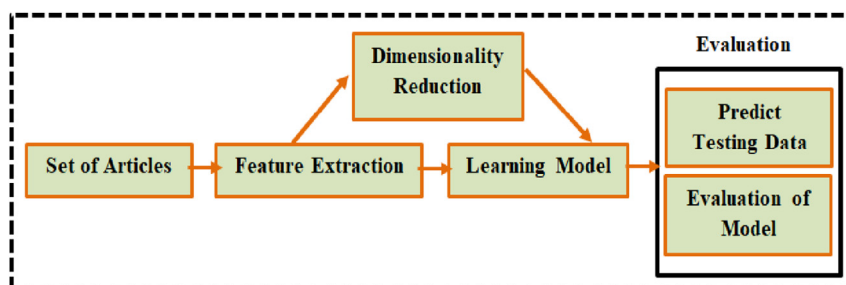 Dimensionality
Reduction
Evaluation
Set of Articles
Feature Extraction
Learning Model
Predict
Testing Data
Evaluation of
Model